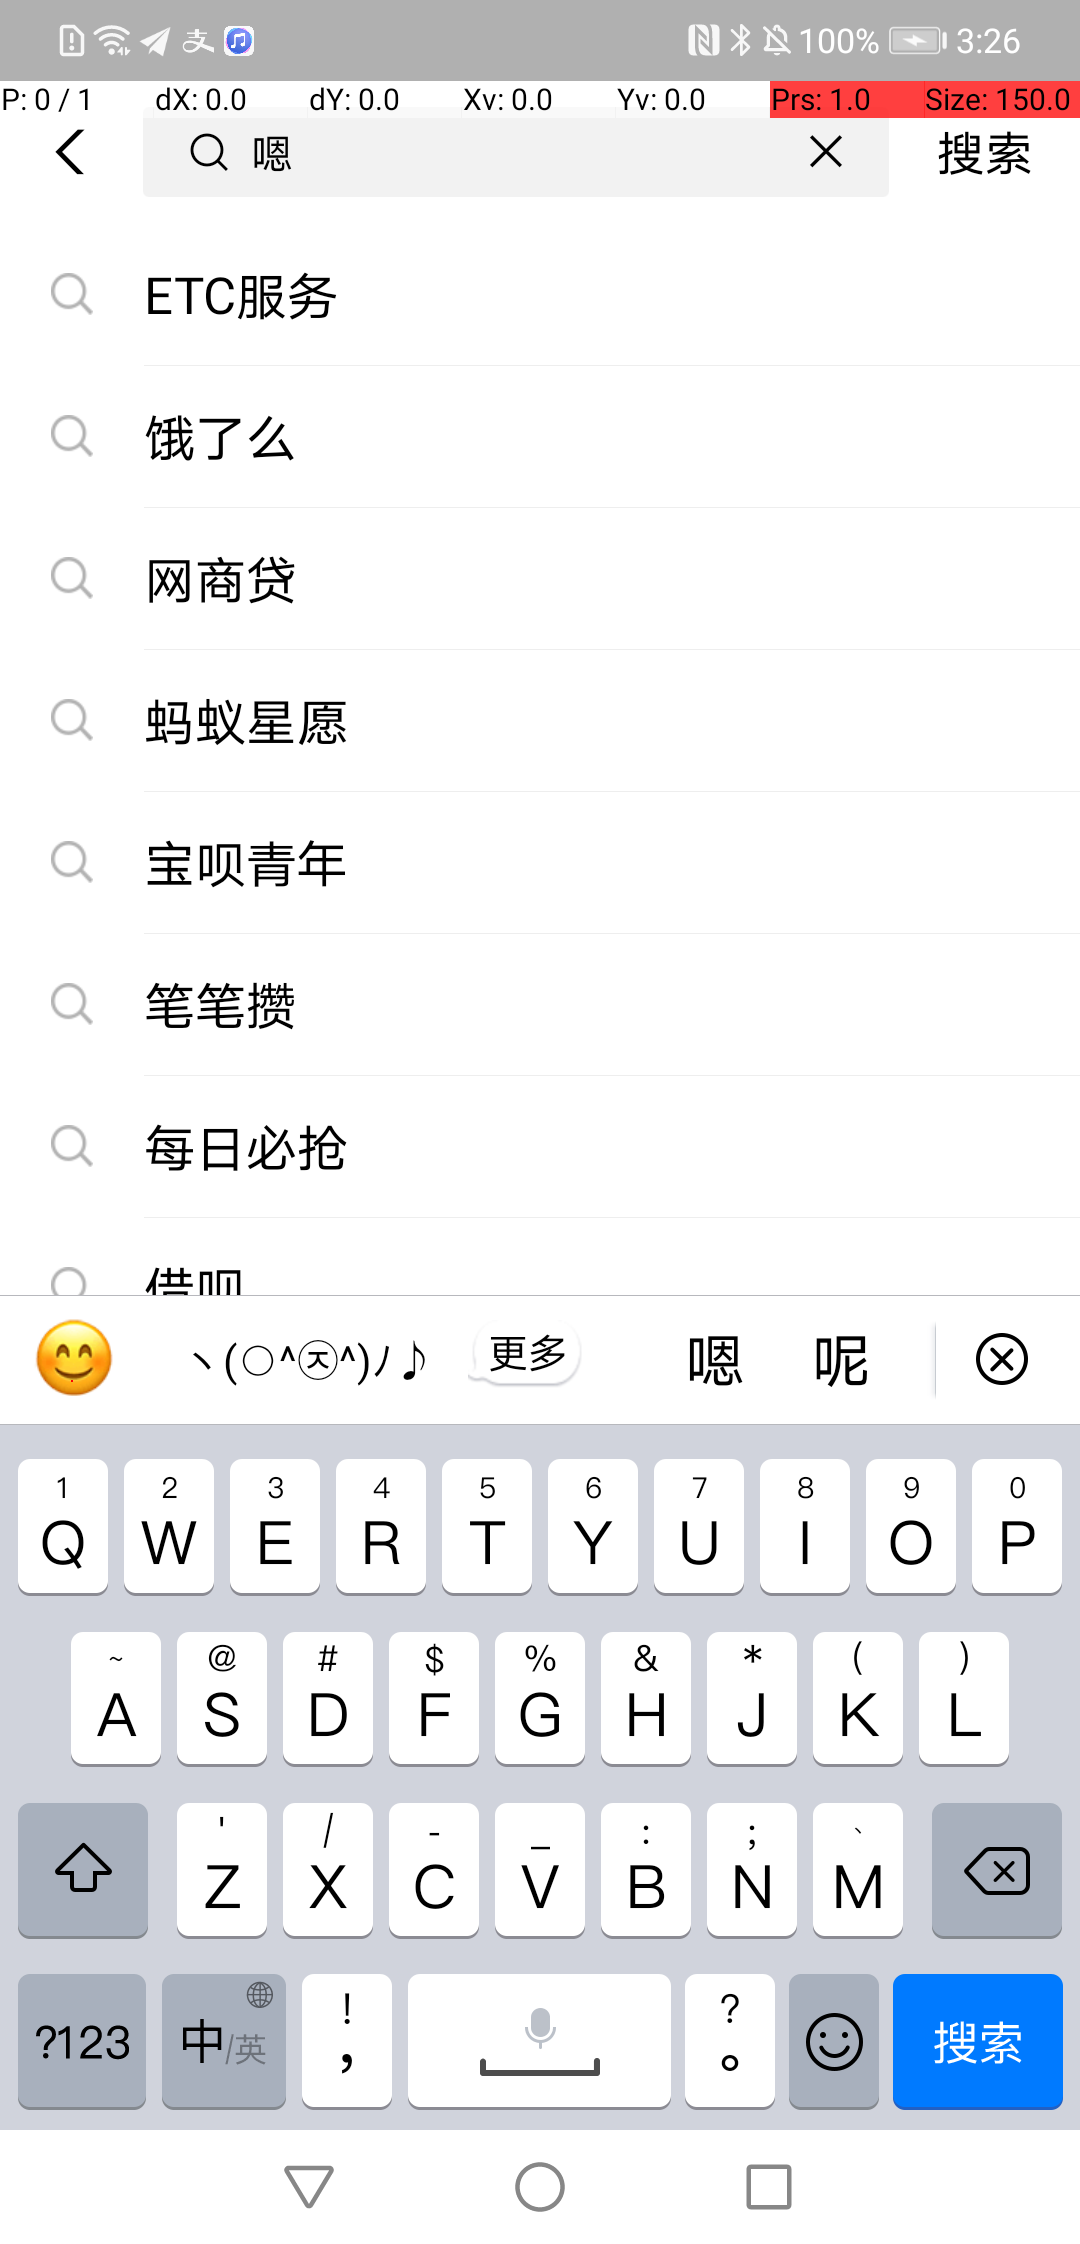 支 100% 3:26
P: 0 / 1 dX: 0.0 dY: 0.0 Xv: 0.0 Yv: 0.0 Prs: 1.0 Size: 150.0
嗯 搜索
ETC服务
饿了么
网商贷
蚂蚁星愿
宝呗青年
笔笔攒
每日必抢
借呗
ヽ(○^㉨^)ﾉ♪ 更多 嗯 呢
1 2 3 4 5 6 7 8 9 0
Q W E R T Y U I O P
~ @ # $ % & * ( )
A S D F G H J K L
' / - _ : ; 、
Z X C V B N M
?123 中/英 ! , ? 。 搜索